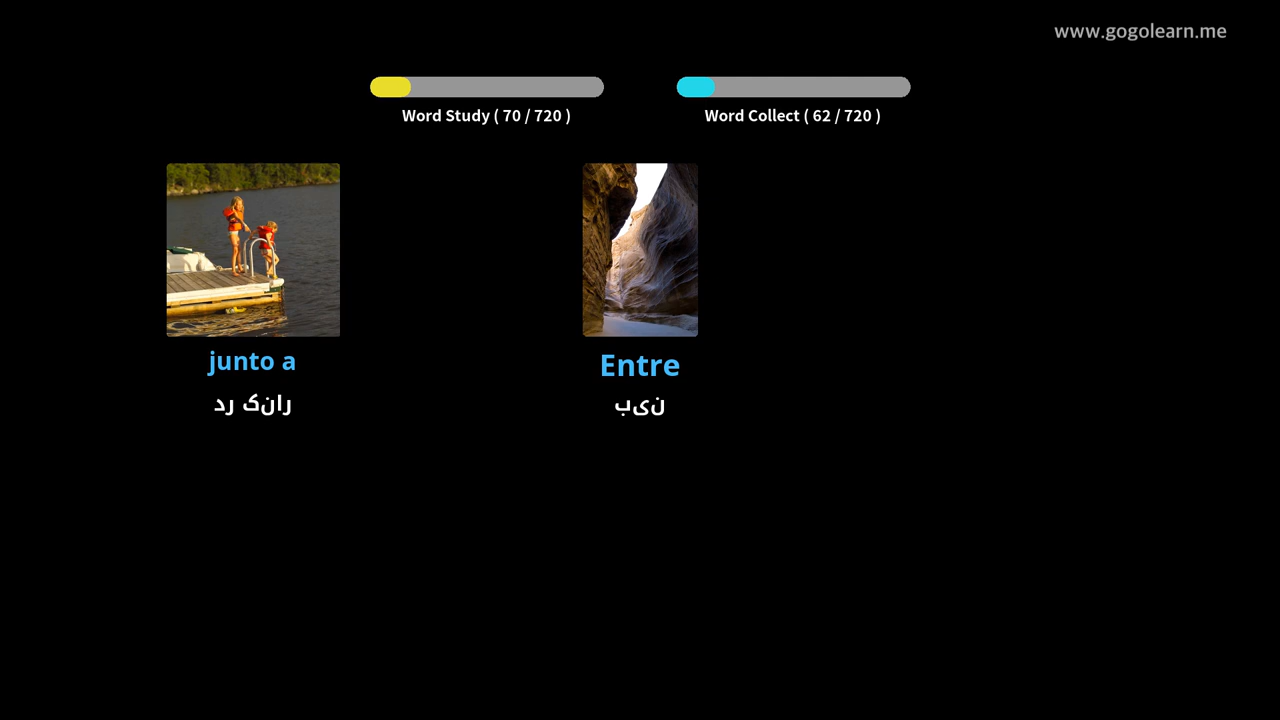 www.gogolearn.me
Word Study ( 70 / 720 )
Word Collect ( 62 / 720 )
junto a
رانک رد
Entre
نیب